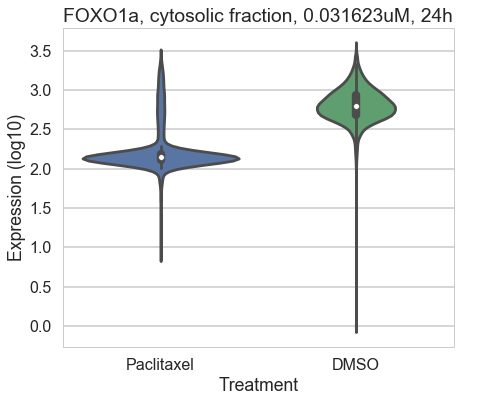 FOXO1a, cytosolic fraction, 0.031623uM, 24h
Expression (log10)
3.5
3.0
2.5
2.0
1.5
1.0
0.5
0.0
Paclitaxel
DMSO
Treatment